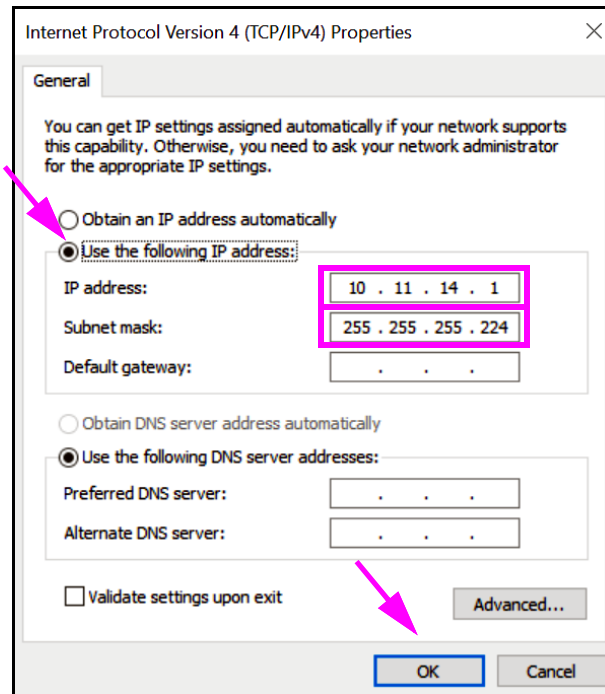 Internet Protocol Version 4 (TCP/IPv4) Properties
General
You can get IP settings assigned automatically if your network supports
this capability. Otherwise, you need to ask your network administrator
for the appropriate IP settings.
Obtain an IP address automatically
Use the following IP address:
IP address: 10 . 11 . 14 . 1
Subnet mask: 255 . 255 . 255 . 224
Default gateway: . . .
Obtain DNS server address automatically
Use the following DNS server addresses:
Preferred DNS server: . . .
Alternate DNS server: . . .
Validate settings upon exit
Advanced...
OK Cancel